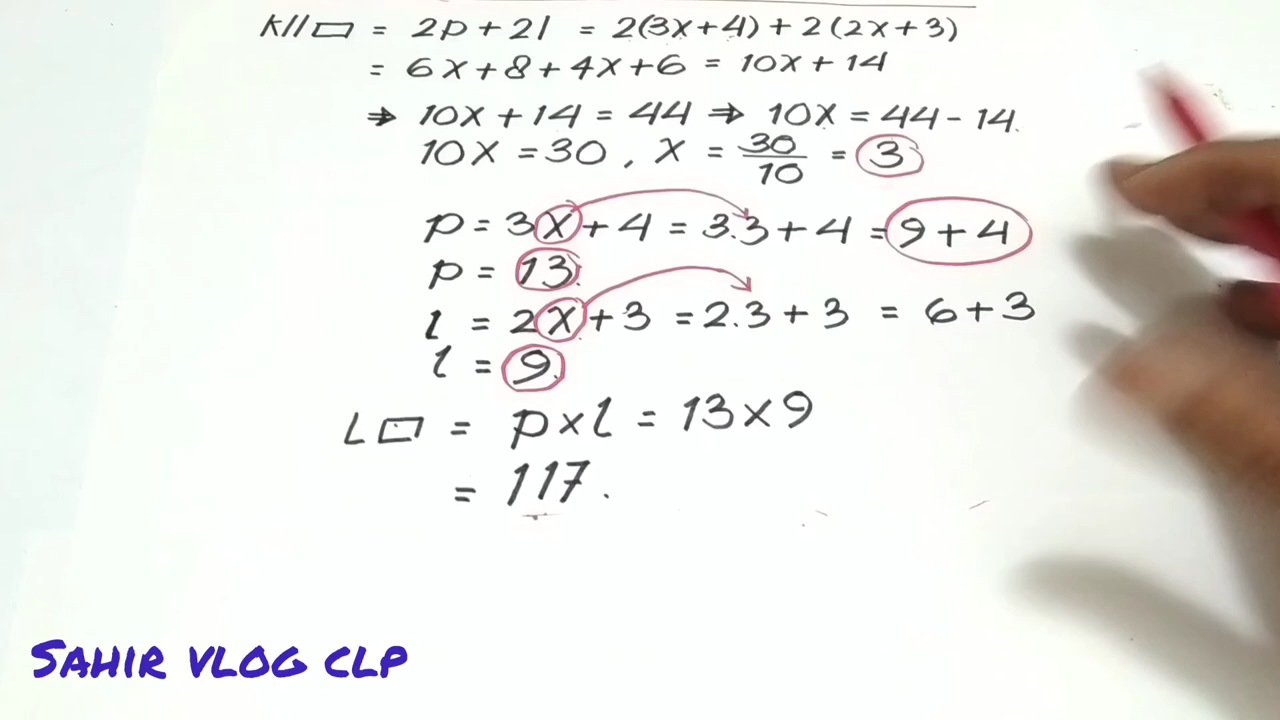 Kll▭ = 2p + 2l = 2(3x+4) + 2(2x+3)
= 6x + 8 + 4x + 6 = 10x + 14
⇒ 10x + 14 = 44 ⇒ 10x = 44 - 14.
10x = 30 , x = 30/10 = 3
p = 3x + 4 = 3.3 + 4 = 9 + 4
p = 13.
l = 2x + 3 = 2.3 + 3 = 6 + 3
l = 9.
L▭ = p x l = 13 x 9
= 117.
SAHIR VLOG CLP